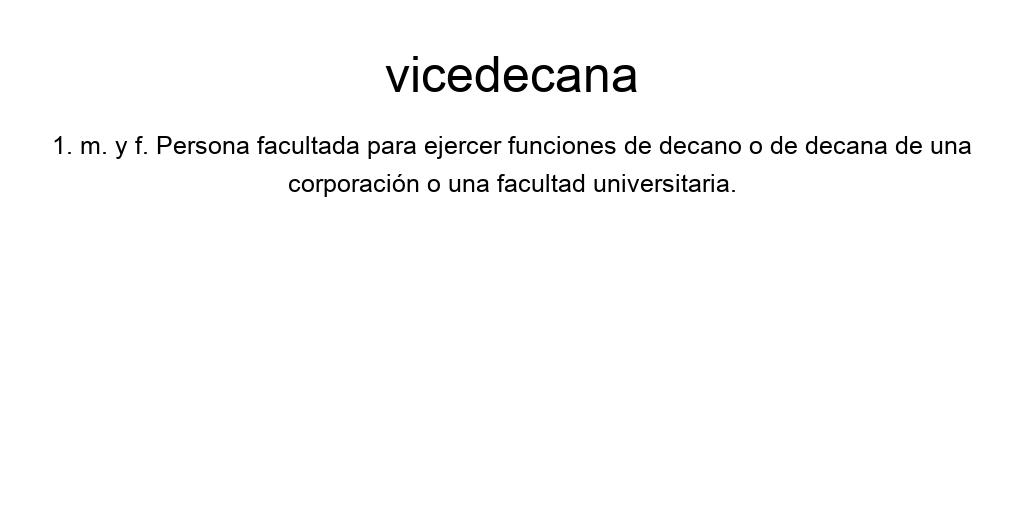 vicedecana
1. m. y f. Persona facultada para ejercer funciones de decano o de decana de una
corporación o una facultad universitaria.